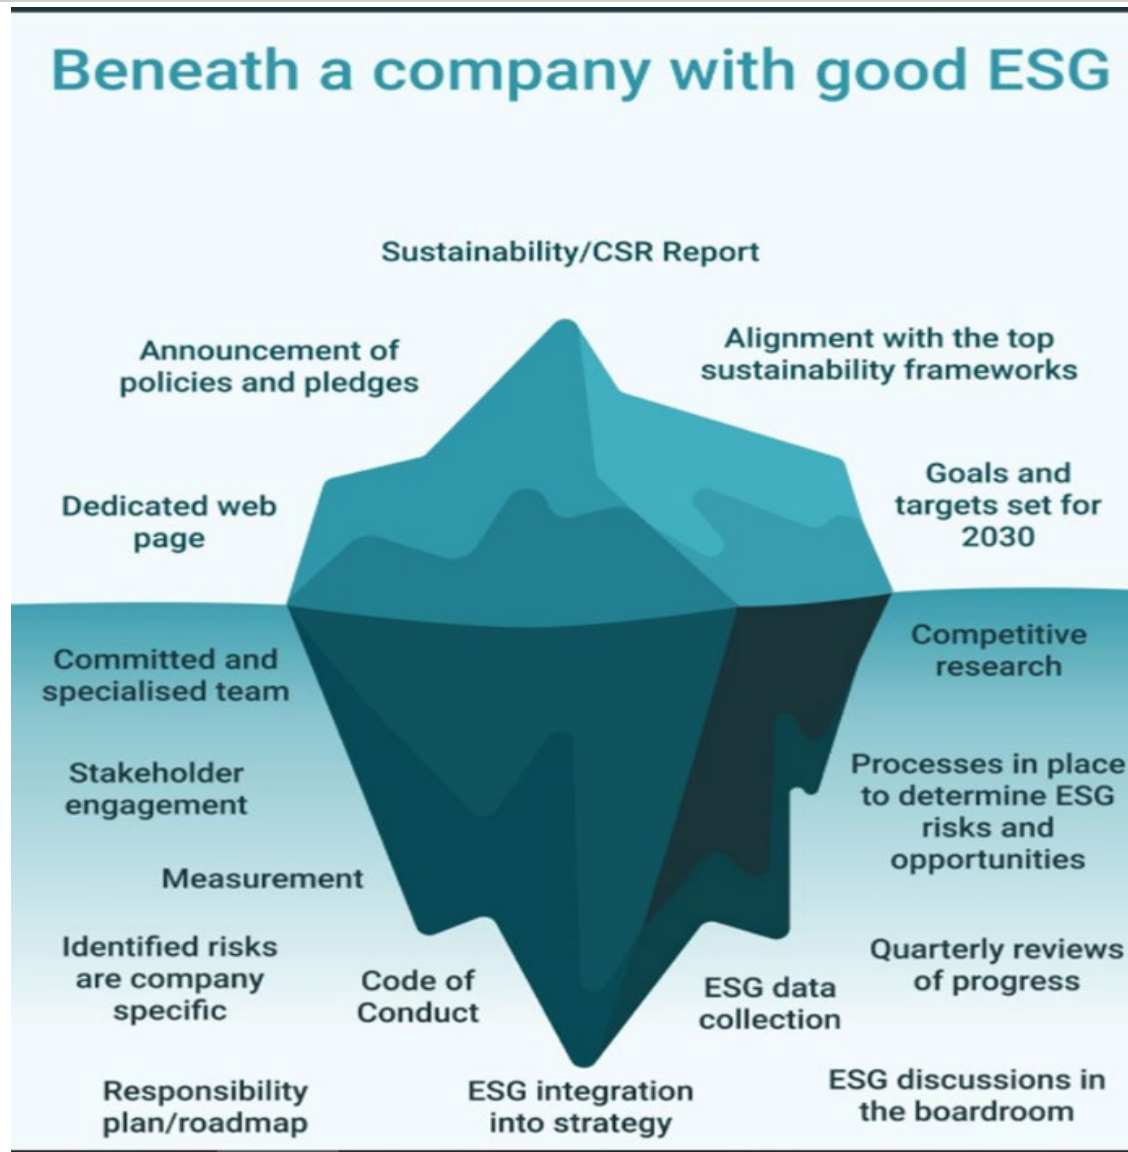 Beneath a company with good ESG
Sustainability/CSR Report
Announcement of
policies and pledges
Alignment with the top
sustainability frameworks
Dedicated web
page
Goals and
targets set for
2030
Committed and
specialised team
Competitive
research
Stakeholder
engagement
Processes in place
to determine ESG
risks and
opportunities
Measurement
Identified risks
are company
specific
Code of
Conduct
ESG data
collection
Quarterly reviews
of progress
Responsibility
plan/roadmap
ESG integration
into strategy
ESG discussions in
the boardroom